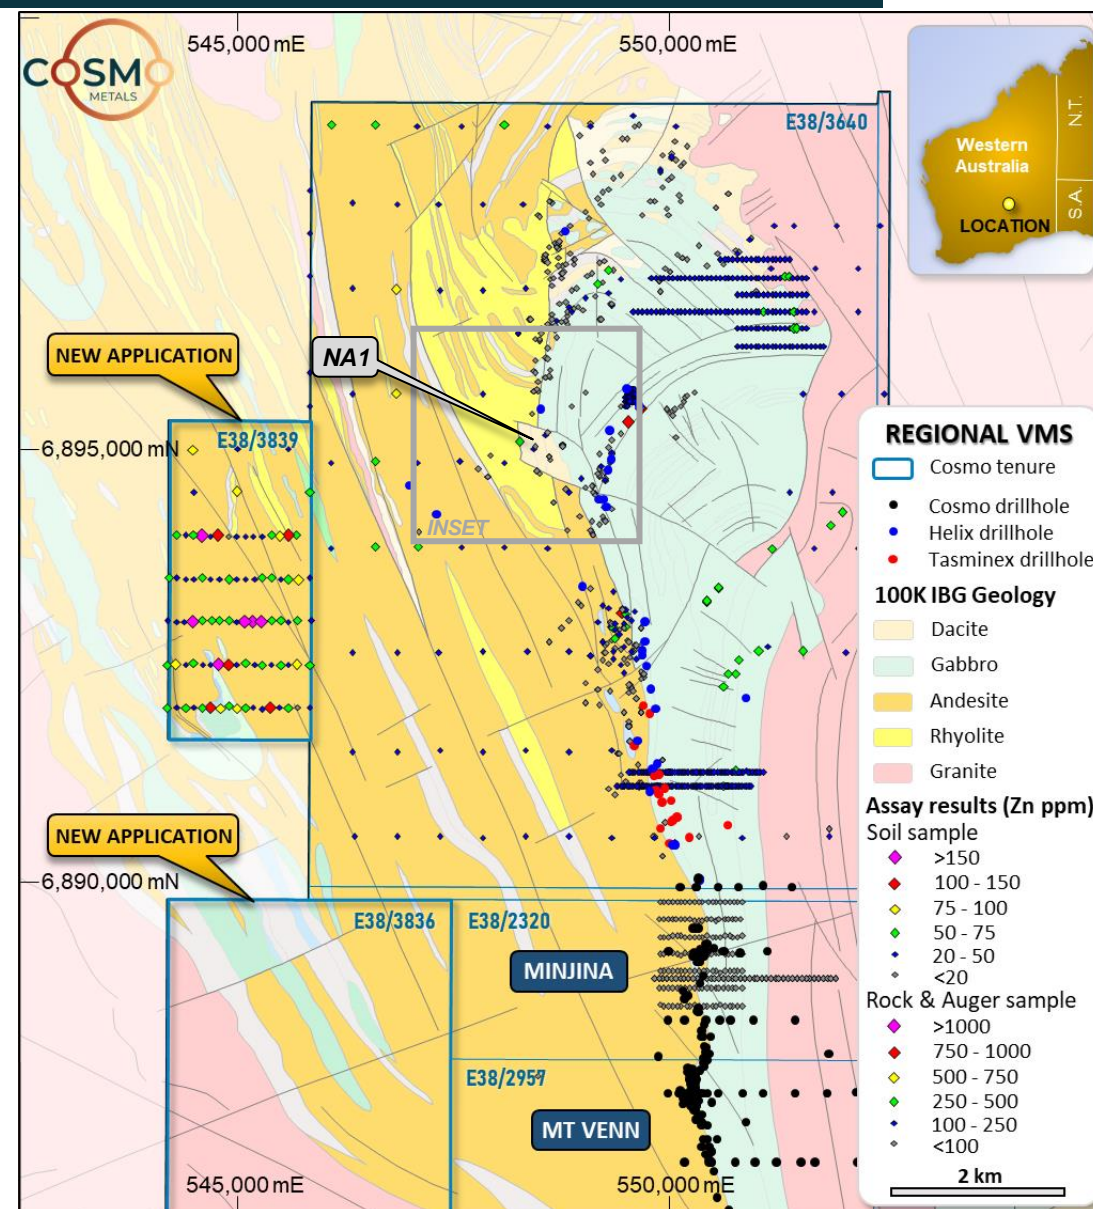 COSMO
METALS
545,000 mE
550,000 mE
E38/3640
Western
Australia
N.T.
S.A.
LOCATION
NEW APPLICATION
NA1
E38/3839
6,895,000 mN
INSET
NEW APPLICATION
6,890,000 mN
E38/3836
E38/2320
MINJINA
E38/2957
MT VENN
545,000 mE
550,000 mE
REGIONAL VMS
Cosmo tenure
Cosmo drillhole
Helix drillhole
Tasminex drillhole
100K IBG Geology
Dacite
Gabbro
Andesite
Rhyolite
Granite
Assay results (Zn ppm)
Soil sample
>150
100 - 150
75 - 100
50 - 75
20 - 50
<20
Rock & Auger sample
>1000
750 - 1000
500 - 750
250 - 500
100 - 250
<100
2 km